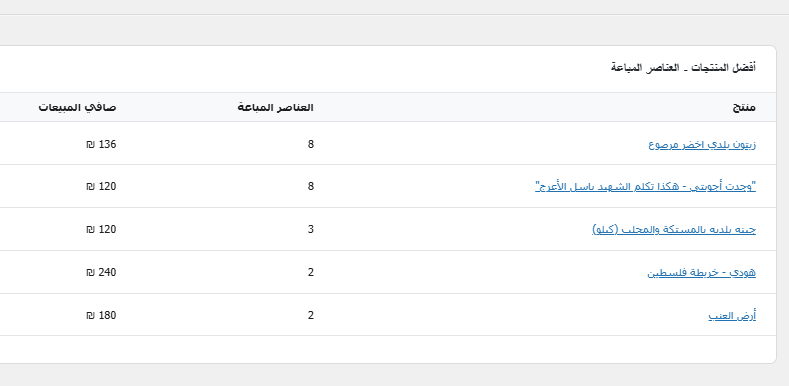 أفضل المنتجات - العناصر المباعة
منتج العناصر المباعة صافي المبيعات
زيتون بلدي اخضر مرصوع 8 136 ₪
"وجدت أجوبتي - هكذا تكلم الشهيد باسل الأعرج" 8 120 ₪
جبنه بلديه بالمستكة والمحلب (كيلو) 3 120 ₪
هودي - خريطة فلسطين 2 240 ₪
أرض العنب 2 180 ₪